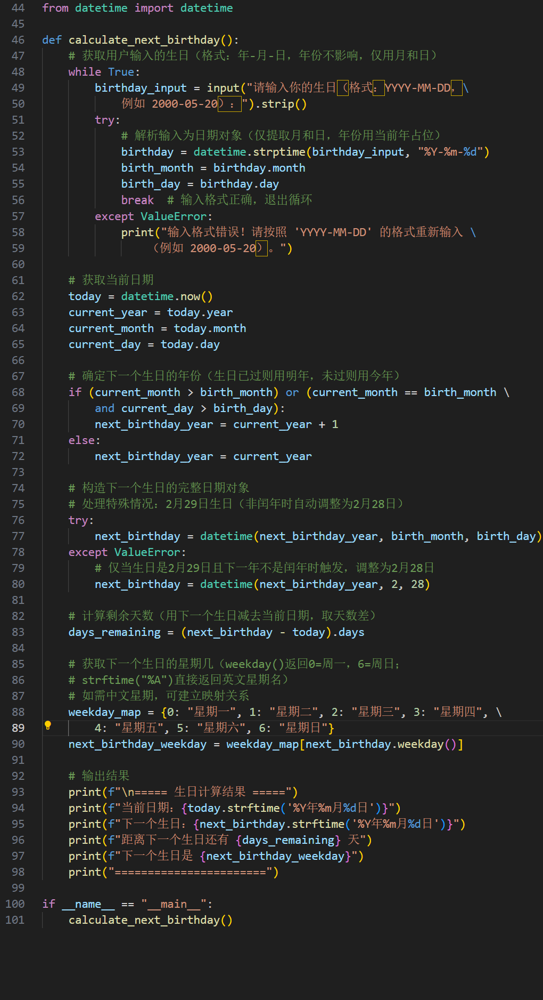 44 from datetime import datetime
45
46 def calculate_next_birthday():
47     # 获取用户输入的生日（格式：年-月-日，年份不影响，仅用月和日）
48     while True:
49         birthday_input = input("请输入你的生日（格式：YYYY-MM-DD，\
50             例如 2000-05-20）：").strip()
51         try:
52             # 解析输入为日期对象（仅提取月和日，年份用当前年占位）
53             birthday = datetime.strptime(birthday_input, "%Y-%m-%d")
54             birth_month = birthday.month
55             birth_day = birthday.day
56             break  # 输入格式正确，退出循环
57         except ValueError:
58             print("输入格式错误！请按照 'YYYY-MM-DD' 的格式重新输入 \
59                 （例如 2000-05-20）。")
60
61     # 获取当前日期
62     today = datetime.now()
63     current_year = today.year
64     current_month = today.month
65     current_day = today.day
66
67     # 确定下一个生日的年份（生日已过则用明年，未过则用今年）
68     if (current_month > birth_month) or (current_month == birth_month \
69         and current_day > birth_day):
70         next_birthday_year = current_year + 1
71     else:
72         next_birthday_year = current_year
73
74     # 构造下一个生日的完整日期对象
75     # 处理特殊情况：2月29日生日（非闰年时自动调整为2月28日）
76     try:
77         next_birthday = datetime(next_birthday_year, birth_month, birth_day)
78     except ValueError:
79         # 仅当生日是2月29日且下一年不是闰年时触发，调整为2月28日
80         next_birthday = datetime(next_birthday_year, 2, 28)
81
82     # 计算剩余天数（用下一个生日减去当前日期，取天数差）
83     days_remaining = (next_birthday - today).days
84
85     # 获取下一个生日的星期几（weekday()返回0=周一，6=周日；
86     # strftime("%A")直接返回英文星期名）
87     # 如需中文星期，可建立映射关系
88     weekday_map = {0: "星期一", 1: "星期二", 2: "星期三", 3: "星期四", \
89         4: "星期五", 5: "星期六", 6: "星期日"}
90     next_birthday_weekday = weekday_map[next_birthday.weekday()]
91
92     # 输出结果
93     print(f"\n===== 生日计算结果 =====")
94     print(f"当前日期：{today.strftime('%Y年%m月%d日')}")
95     print(f"下一个生日：{next_birthday.strftime('%Y年%m月%d日')}")
96     print(f"距离下一个生日还有 {days_remaining} 天")
97     print(f"下一个生日是 {next_birthday_weekday}")
98     print("=======================")
99
100 if __name__ == "__main__":
101     calculate_next_birthday()